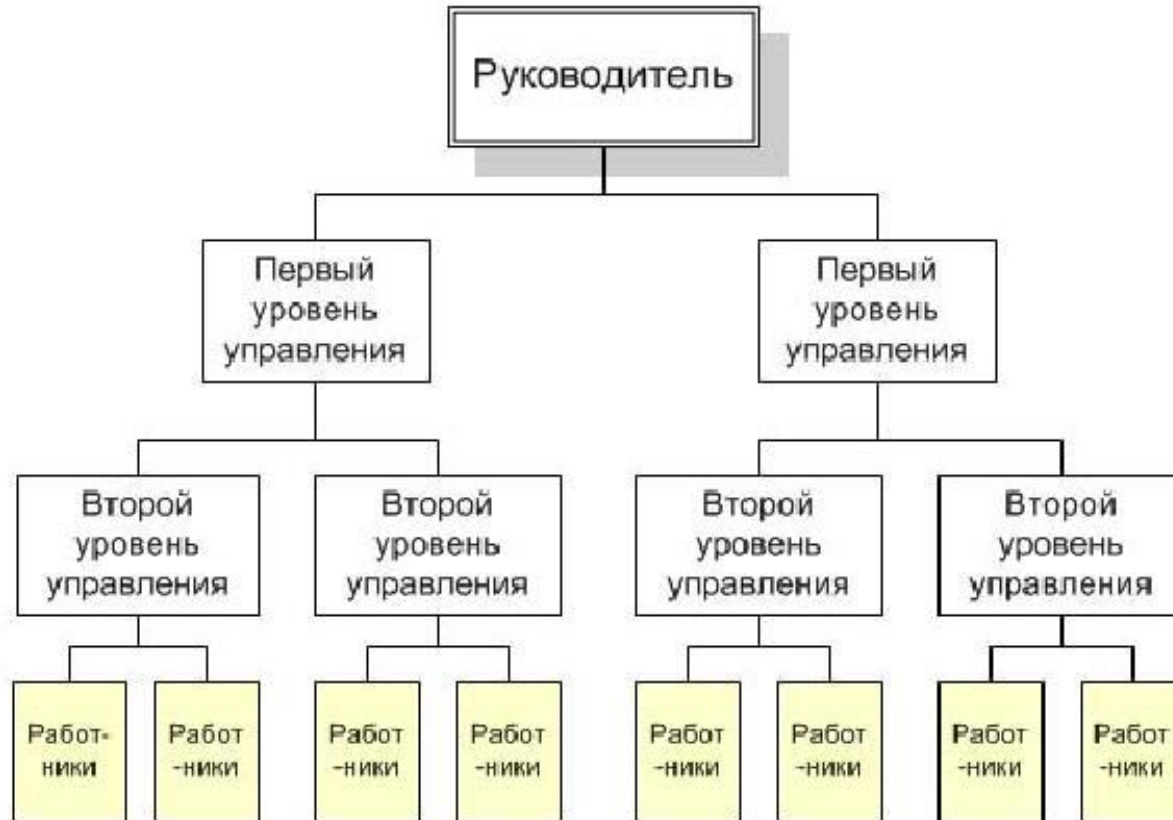 Руководитель
Первый
уровень
управления
Первый
уровень
управления
Второй
уровень
управления
Второй
уровень
управления
Второй
уровень
управления
Второй
уровень
управления
Работ-
ники
Работ
-ники
Работ
-ники
Работ
-ники
Работ
-ники
Работ
-ники
Работ
-ники
Работ
-ники